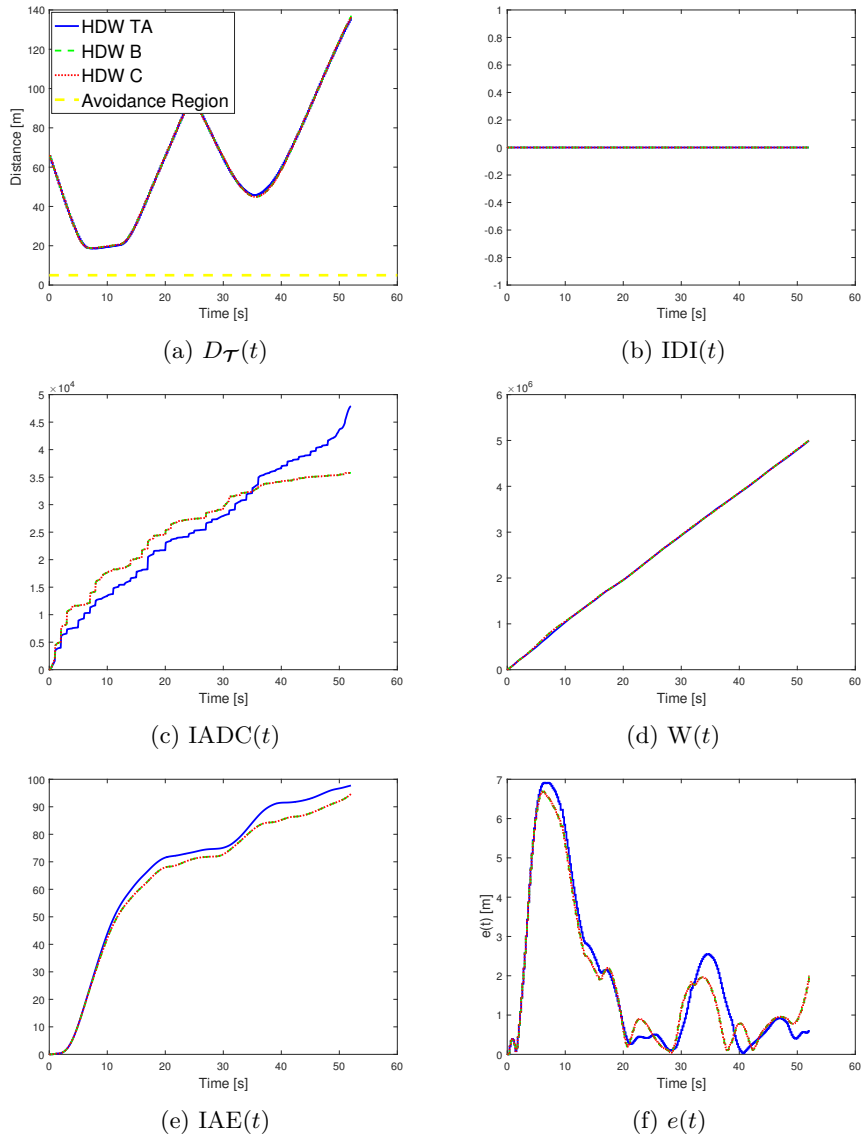 140
120
100
80
60
40
20
0
Distance [m]
HDW TA
HDW B
HDW C
Avoidance Region
0 10 20 30 40 50 60
Time [s]
(a) D𝓣(t)
1
0.8
0.6
0.4
0.2
0
-0.2
-0.4
-0.6
-0.8
-1
0 10 20 30 40 50 60
Time [s]
(b) IDI(t)
×10⁴
5
4.5
4
3.5
3
2.5
2
1.5
1
0.5
0
0 10 20 30 40 50 60
Time [s]
(c) IADC(t)
×10⁶
6
5
4
3
2
1
0
0 10 20 30 40 50 60
Time [s]
(d) W(t)
100
90
80
70
60
50
40
30
20
10
0
0 10 20 30 40 50 60
Time [s]
(e) IAE(t)
7
6
5
4
3
2
1
0
e(t) [m]
0 10 20 30 40 50 60
Time [s]
(f) e(t)